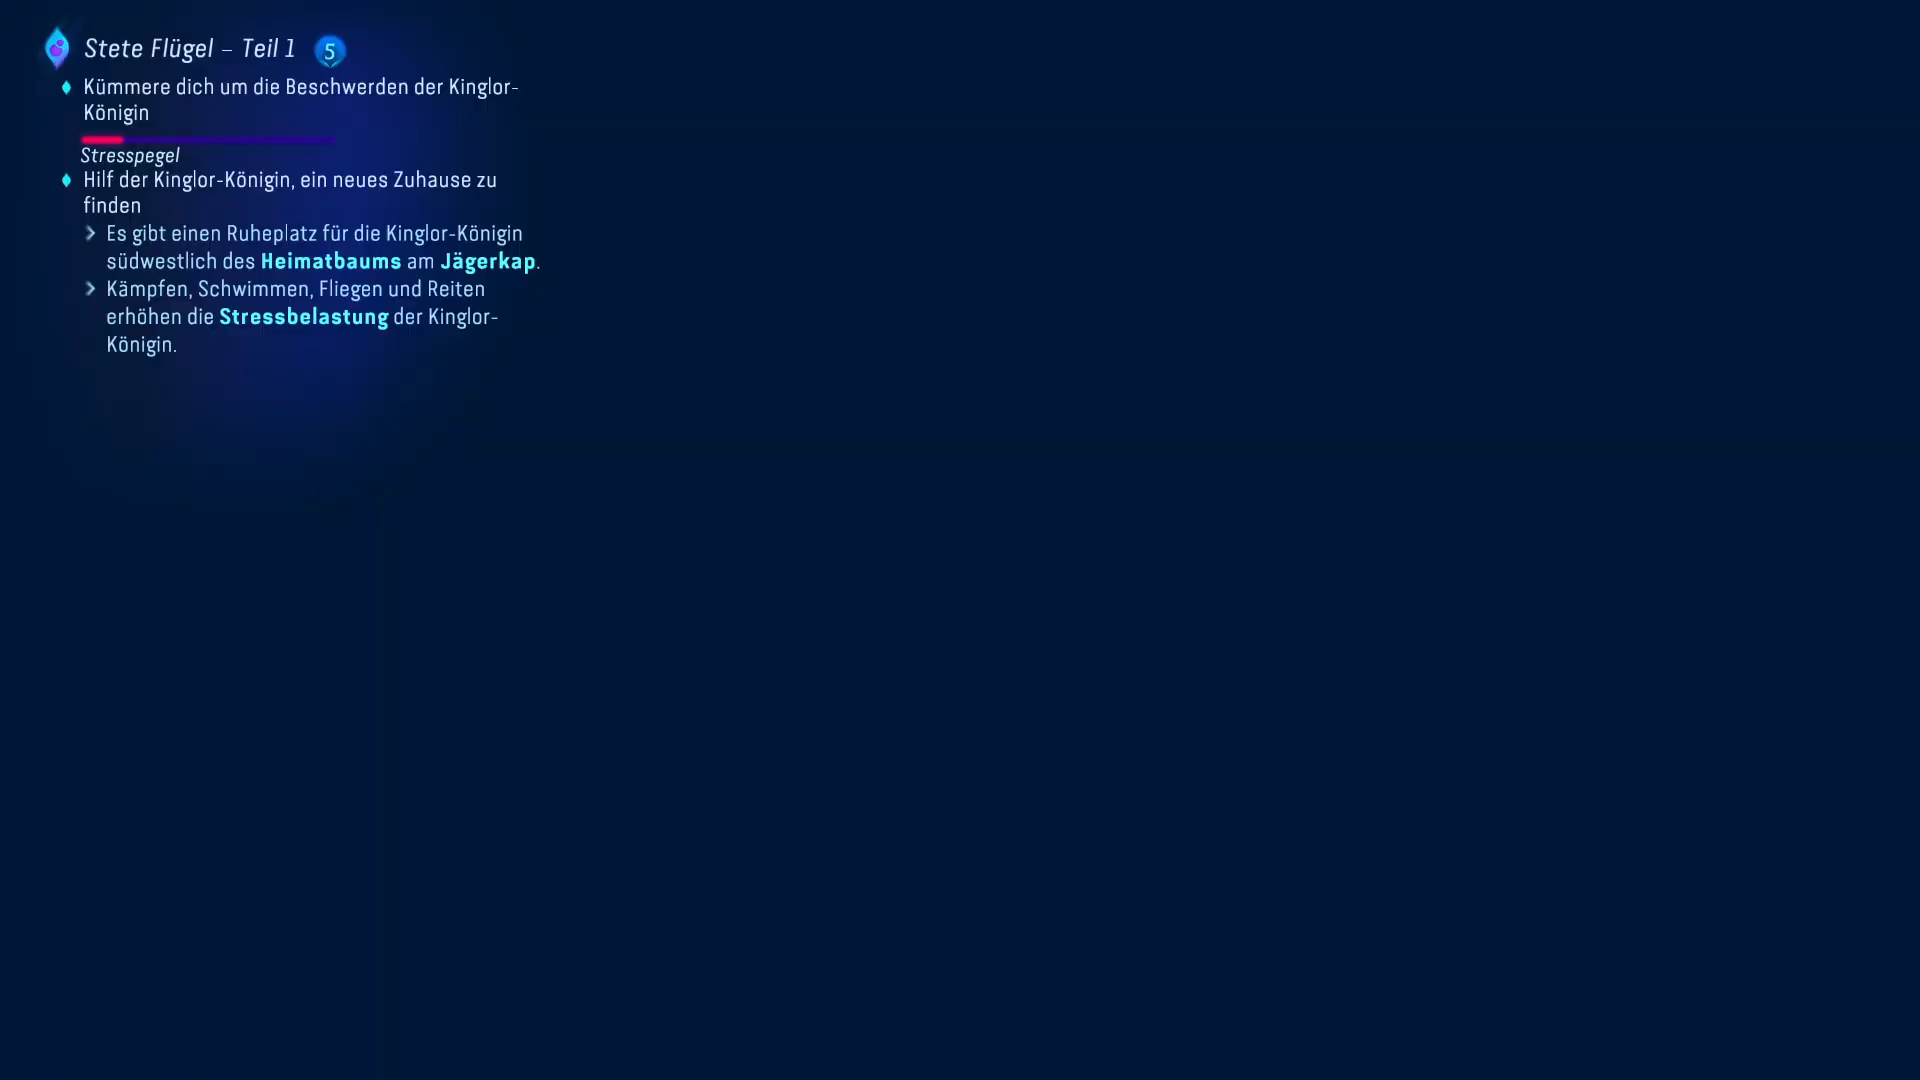 Stete Flügel – Teil 1 5
Kümmere dich um die Beschwerden der Kinglor-
Königin
Stresspegel
Hilf der Kinglor-Königin, ein neues Zuhause zu
finden
Es gibt einen Ruheplatz für die Kinglor-Königin
südwestlich des Heimatbaums am Jägerkap.
Kämpfen, Schwimmen, Fliegen und Reiten
erhöhen die Stressbelastung der Kinglor-
Königin.